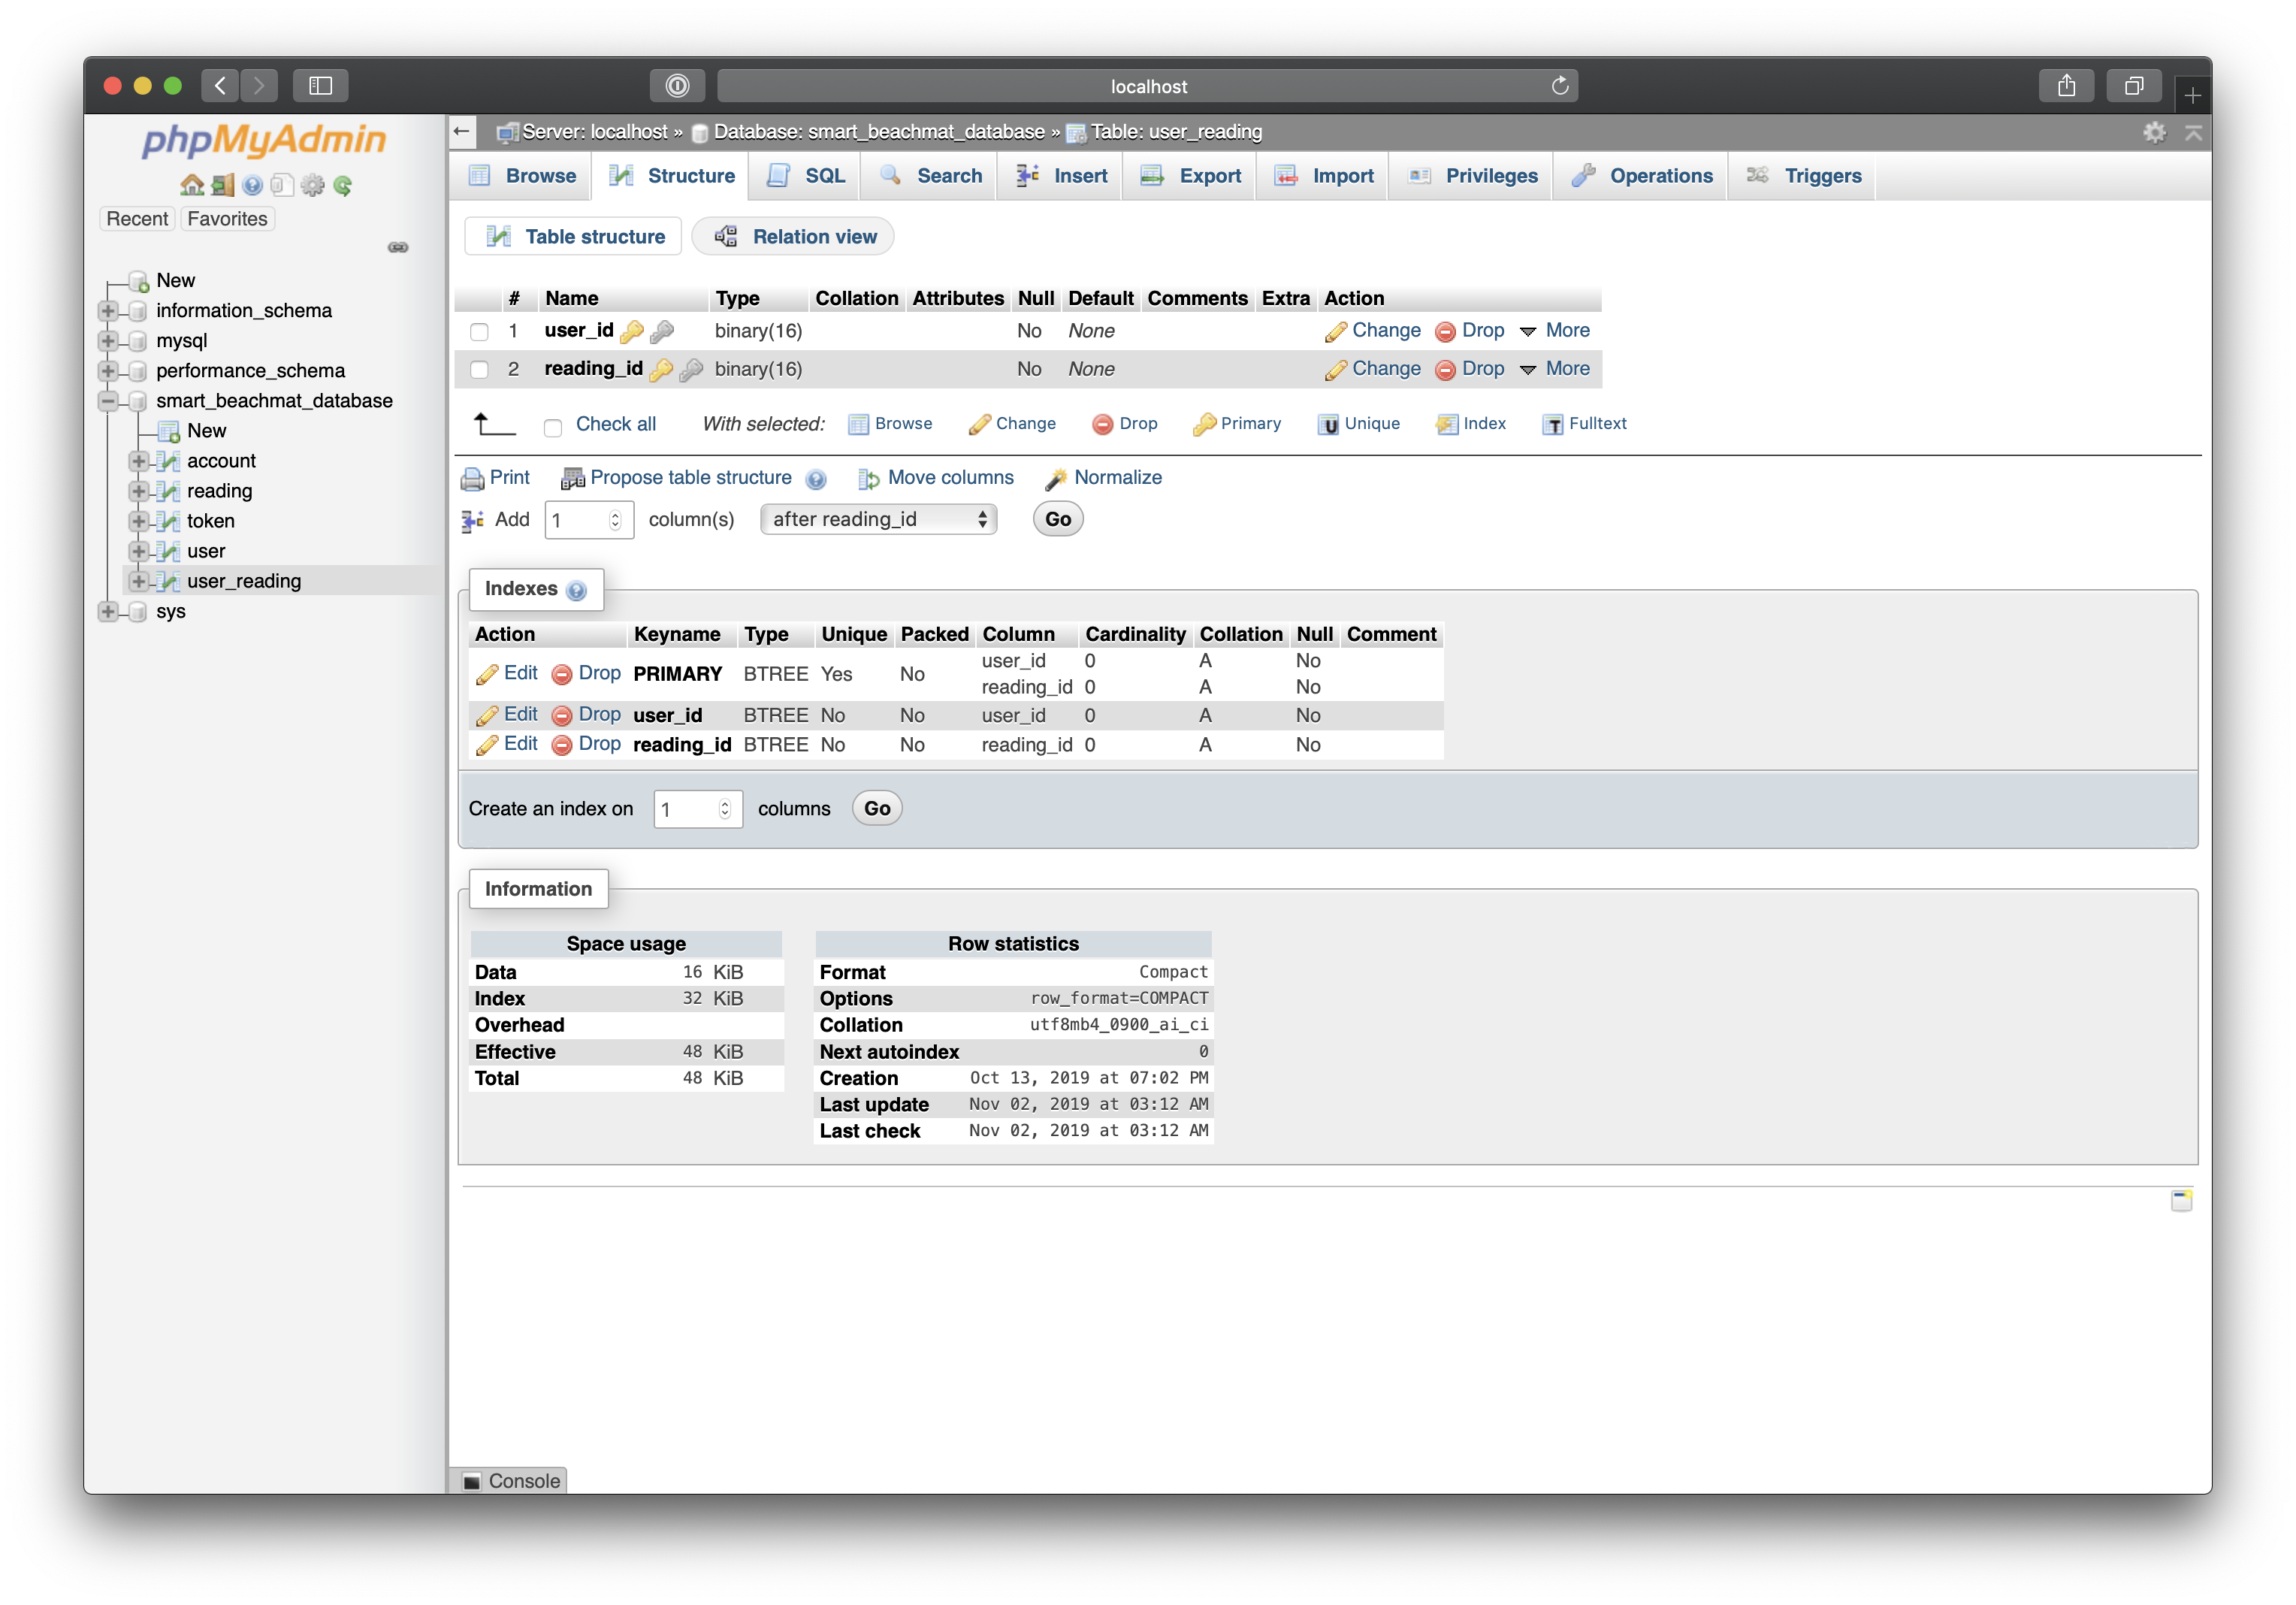 localhost
phpMyAdmin
Recent Favorites
New
information_schema
mysql
performance_schema
smart_beachmat_database
New
account
reading
token
user
user_reading
sys
Server: localhost » Database: smart_beachmat_database » Table: user_reading
Browse Structure SQL Search Insert Export Import Privileges Operations Triggers
Table structure Relation view
# Name Type Collation Attributes Null Default Comments Extra Action
1 user_id binary(16) No None Change Drop More
2 reading_id binary(16) No None Change Drop More
Check all With selected: Browse Change Drop Primary Unique Index Fulltext
Print Propose table structure Move columns Normalize
Add 1 column(s) after reading_id Go
Indexes
Action Keyname Type Unique Packed Column Cardinality Collation Null Comment
Edit Drop PRIMARY BTREE Yes No user_id 0 A No
reading_id 0 A No
Edit Drop user_id BTREE No No user_id 0 A No
Edit Drop reading_id BTREE No No reading_id 0 A No
Create an index on 1 columns Go
Information
Space usage
Data 16 KiB
Index 32 KiB
Overhead
Effective 48 KiB
Total 48 KiB
Row statistics
Format Compact
Options row_format=COMPACT
Collation utf8mb4_0900_ai_ci
Next autoindex 0
Creation Oct 13, 2019 at 07:02 PM
Last update Nov 02, 2019 at 03:12 AM
Last check Nov 02, 2019 at 03:12 AM
Console